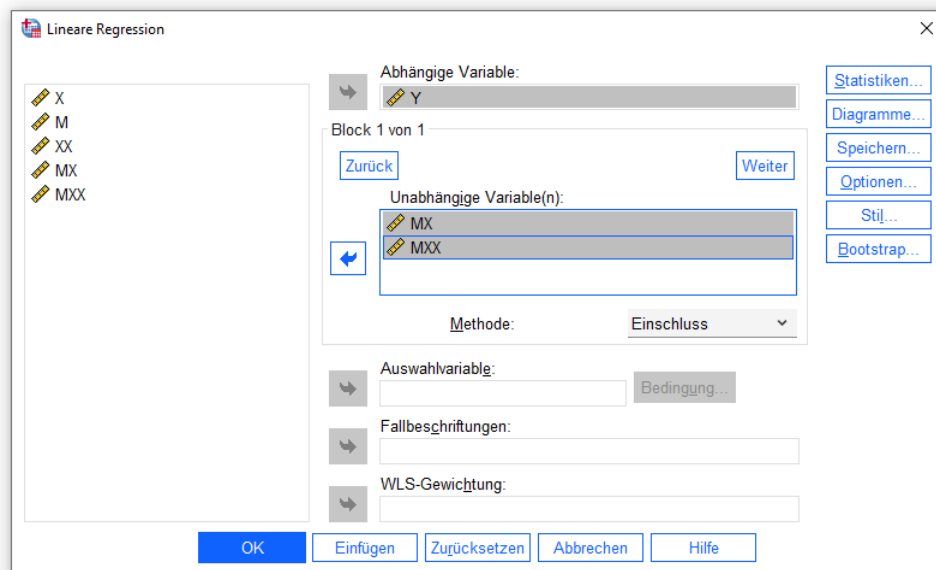 Lineare Regression
X
M
XX
MX
MXX
Abhängige Variable:
Y
Block 1 von 1
Zurück
Weiter
Unabhängige Variable(n):
MX
MXX
Methode:
Einschluss
Auswahlvariable:
Bedingung...
Fallbeschriftungen:
WLS-Gewichtung:
Statistiken...
Diagramme...
Speichern...
Optionen...
Stil...
Bootstrap...
OK
Einfügen
Zurücksetzen
Abbrechen
Hilfe